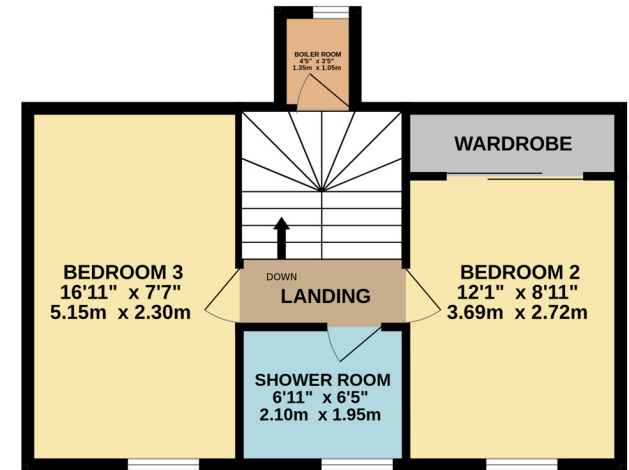 BOILER ROOM
4'5" x 3'5"
1.35m x 1.05m
WARDROBE
BEDROOM 3
16'11" x 7'7"
5.15m x 2.30m
DOWN
LANDING
BEDROOM 2
12'1" x 8'11"
3.69m x 2.72m
SHOWER ROOM
6'11" x 6'5"
2.10m x 1.95m